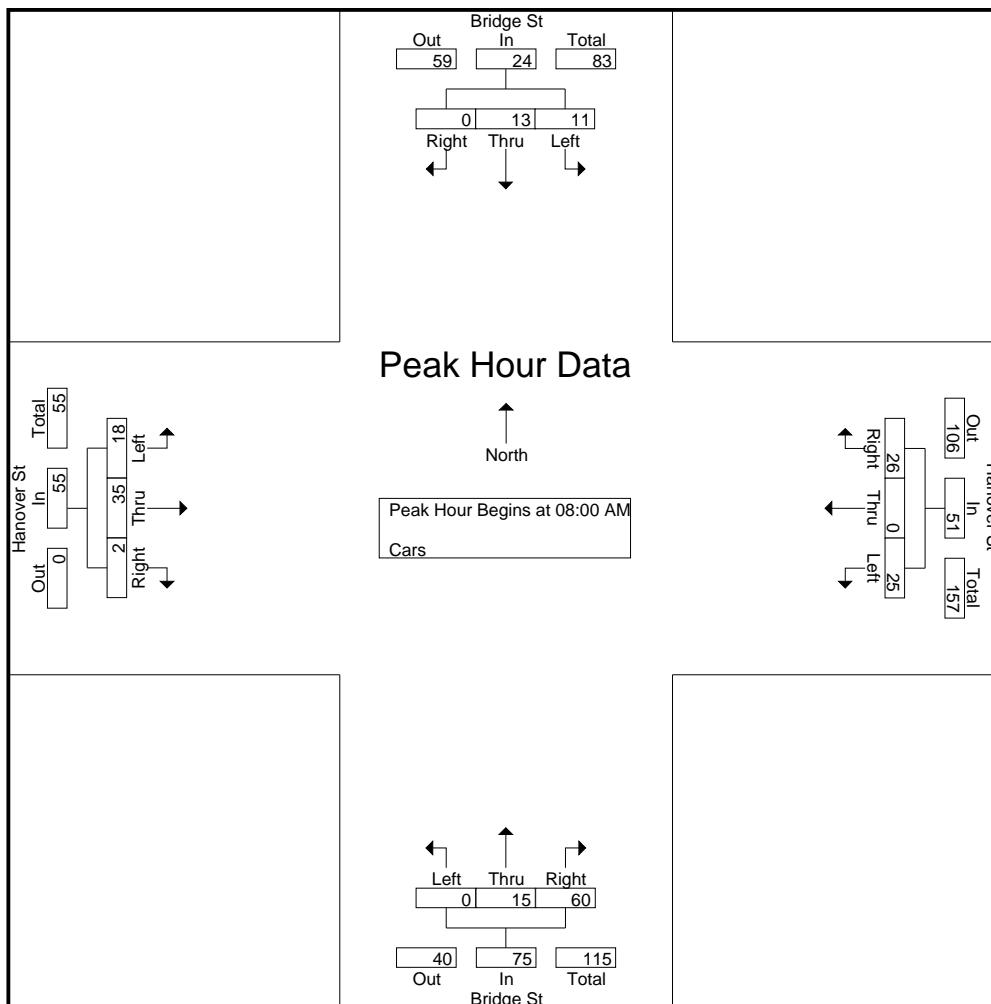 Bridge St
Out In Total
59 24 83
0 13 11
Right Thru Left
Peak Hour Data
North
Peak Hour Begins at 08:00 AM
Cars
Hanover St
Out In Total
0 55 55
Left Thru Right
18 35 2
Right Thru Left
26 0 25
Out In Total
106 51 157
Hanover St
Left Thru Right
0 15 60
40 75 115
Out In Total
Bridge St